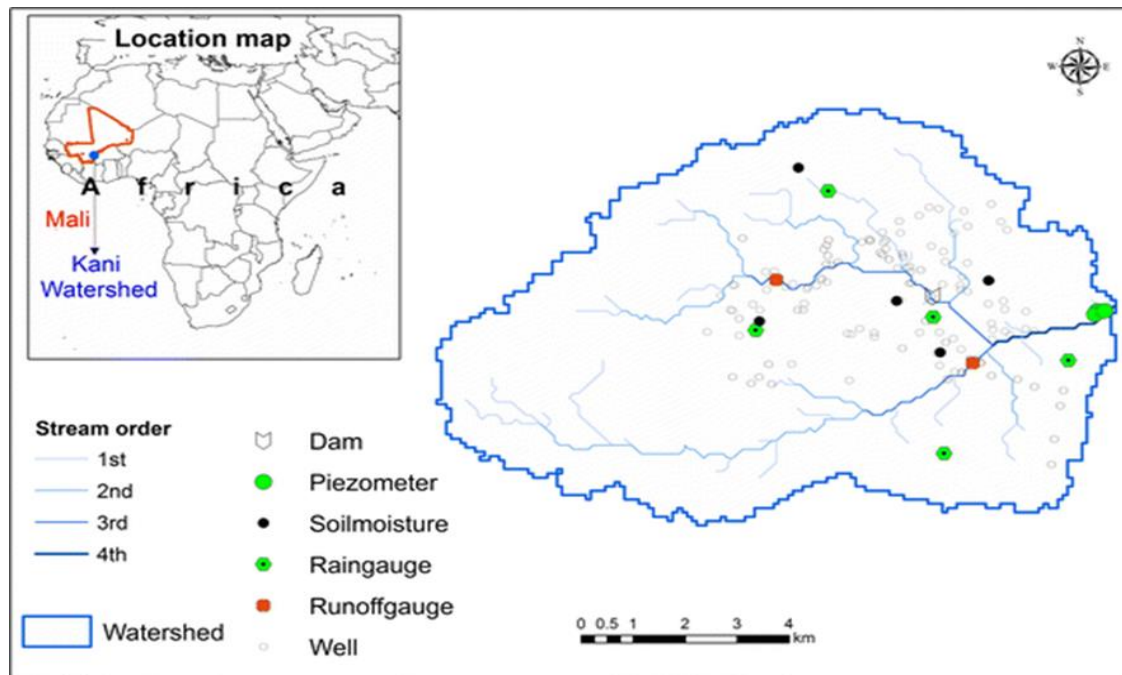 Location map
A f r i c a
Mali
Kani
Watershed
N
W E
S
Stream order
1st
2nd
3rd
4th
Watershed
Dam
Piezometer
Soilmoisture
Raingauge
Runoffgauge
Well
0 0.5 1 2 3 4
km